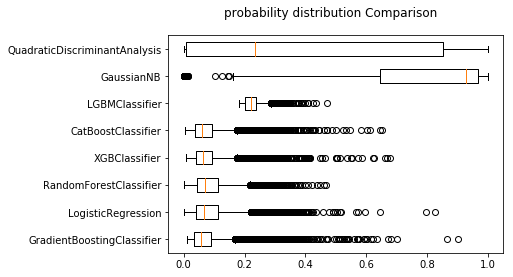 probability distribution Comparison
QuadraticDiscriminantAnalysis
GaussianNB
LGBMClassifier
CatBoostClassifier
XGBClassifier
RandomForestClassifier
LogisticRegression
GradientBoostingClassifier
0.0 0.2 0.4 0.6 0.8 1.0